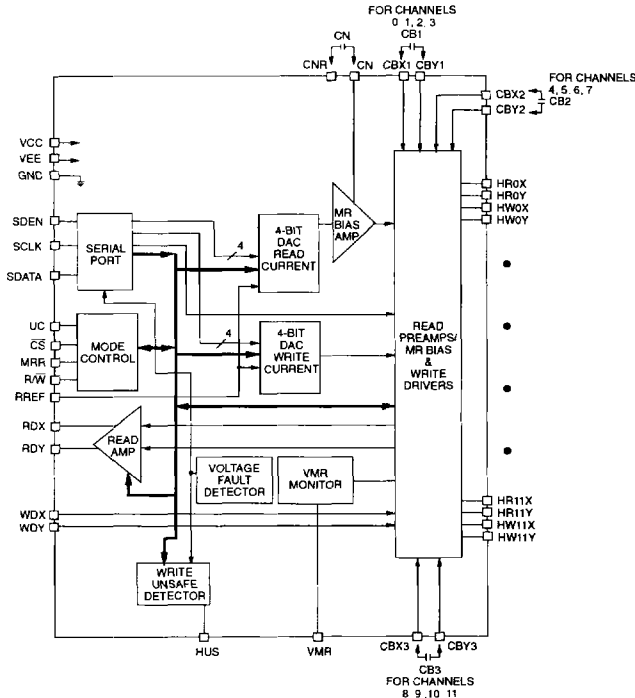 FOR CHANNELS
0 1, 2, 3
CN
CB1
CNR
CN
CBX1
CBY1
FOR CHANNELS
4, 5, 6, 7
CBX2
CBY2
CB2
VCC
VEE
GND
HR0X
HR0Y
HW0X
HW0Y
SDEN
SCLK
SDATA
SERIAL
PORT
4
4-BIT
DAC
READ
CURRENT
MR
BIAS
AMP
UC
CS
MRR
R/W
RREF
MODE
CONTROL
4
4-BIT
DAC
WRITE
CURRENT
READ
PREAMPS/
MR BIAS
&
WRITE
DRIVERS
RDX
RDY
READ
AMP
VOLTAGE
FAULT
DETECTOR
VMR
MONITOR
WDX
WDY
HR11X
HR11Y
HW11X
HW11Y
WRITE
UNSAFE
DETECTOR
HUS
VMR
CBX3
CBY3
CB3
FOR CHANNELS
8 9, 10 11